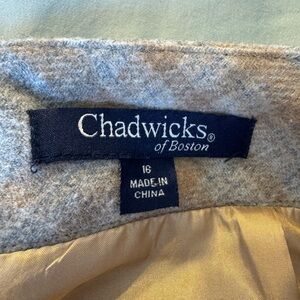 Chadwicks®
of Boston
16
MADE IN
CHINA